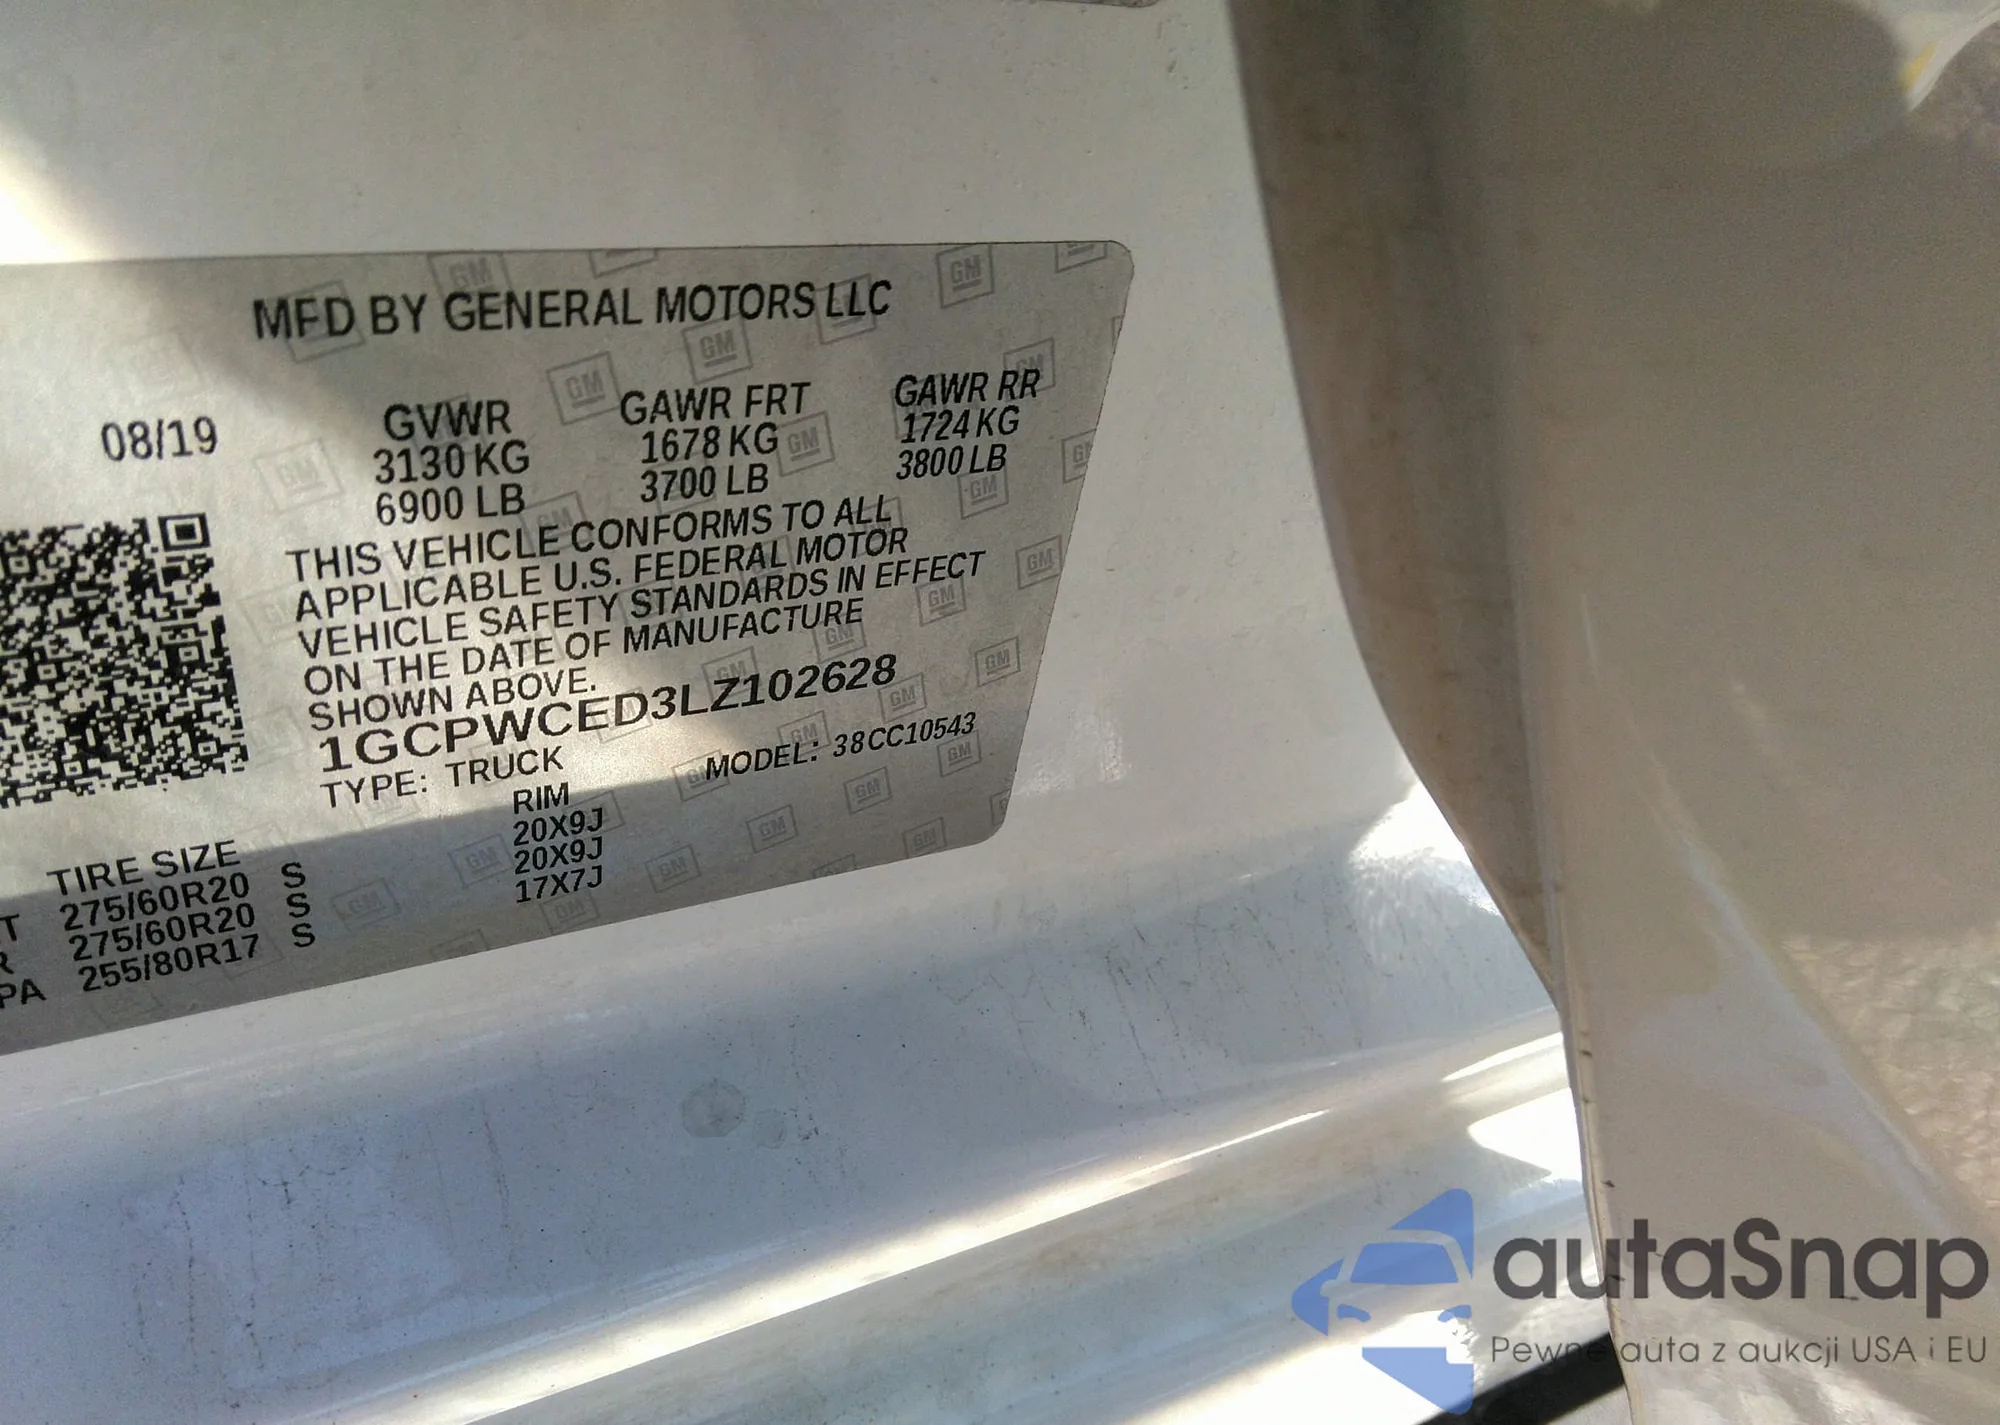 MFD BY GENERAL MOTORS LLC
08/19 GVWR GAWR FRT GAWR RR
3130 KG 1678 KG 1724 KG
6900 LB 3700 LB 3800 LB
THIS VEHICLE CONFORMS TO ALL
APPLICABLE U.S. FEDERAL MOTOR
VEHICLE SAFETY STANDARDS IN EFFECT
ON THE DATE OF MANUFACTURE
SHOWN ABOVE.
1GCPWCED3LZ102628
TYPE: TRUCK MODEL: 38CC10543
TIRE SIZE RIM
T 275/60R20 S 20X9J
R 275/60R20 S 20X9J
PA 255/80R17 S 17X7J
autaSnap
Pewne auta z aukcji USA i EU